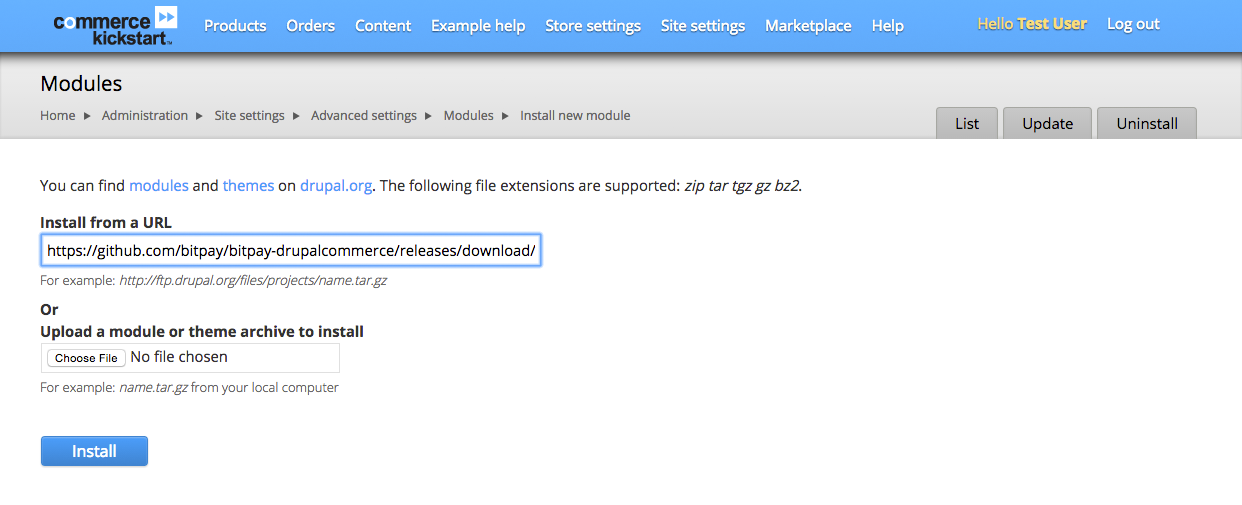 commerce
kickstart™
Products Orders Content Example help Store settings Site settings Marketplace Help Hello Test User Log out
Modules
Home ▶ Administration ▶ Site settings ▶ Advanced settings ▶ Modules ▶ Install new module
List Update Uninstall
You can find modules and themes on drupal.org. The following file extensions are supported: zip tar tgz gz bz2.
Install from a URL
https://github.com/bitpay/bitpay-drupalcommerce/releases/download/
For example: http://ftp.drupal.org/files/projects/name.tar.gz
Or
Upload a module or theme archive to install
Choose File No file chosen
For example: name.tar.gz from your local computer
Install